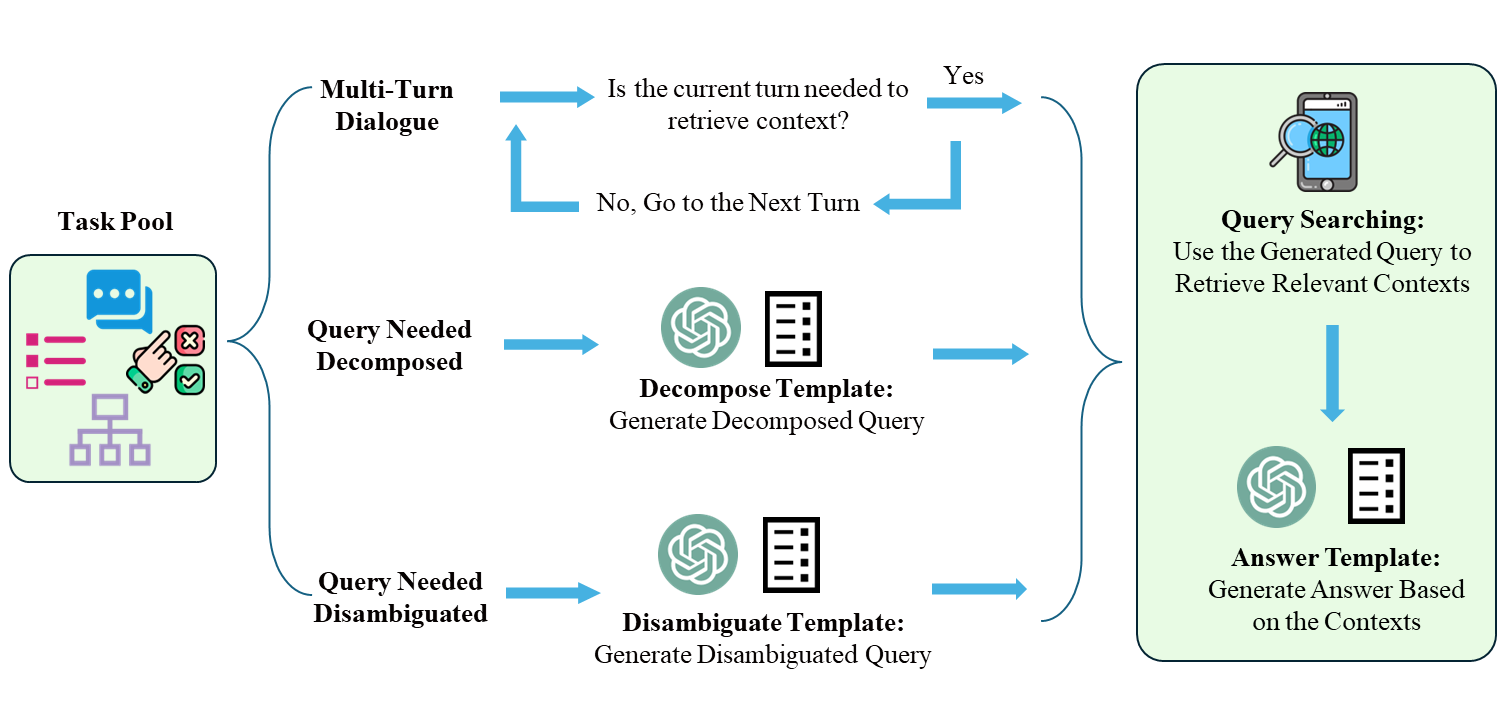 Task Pool
Multi-Turn
Dialogue
Is the current turn needed to
retrieve context?
Yes
No, Go to the Next Turn
Query Needed
Decomposed
Decompose Template:
Generate Decomposed Query
Query Needed
Disambiguated
Disambiguate Template:
Generate Disambiguated Query
Query Searching:
Use the Generated Query to
Retrieve Relevant Contexts
Answer Template:
Generate Answer Based
on the Contexts